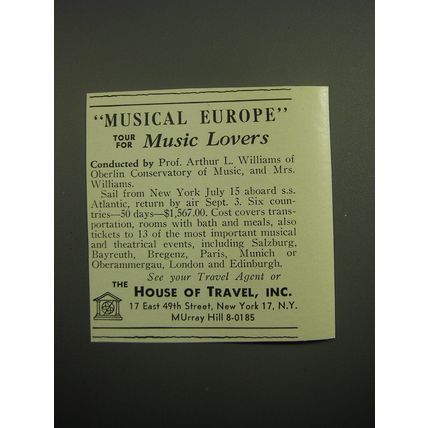 "MUSICAL EUROPE"
TOUR FOR Music Lovers
Conducted by Prof. Arthur L. Williams of
Oberlin Conservatory of Music, and Mrs.
Williams.
Sail from New York July 15 aboard s.s.
Atlantic, return by air Sept. 3. Six coun-
tries—50 days—$1,567.00. Cost covers trans-
portation, rooms with bath and meals, also
tickets to 13 of the most important musical
and theatrical events, including Salzburg,
Bayreuth, Bregenz, Paris, Munich or
Oberammergau, London and Edinburgh.
See your Travel Agent or
THE HOUSE OF TRAVEL, INC.
17 East 49th Street, New York 17, N.Y.
MUrray Hill 8-0185